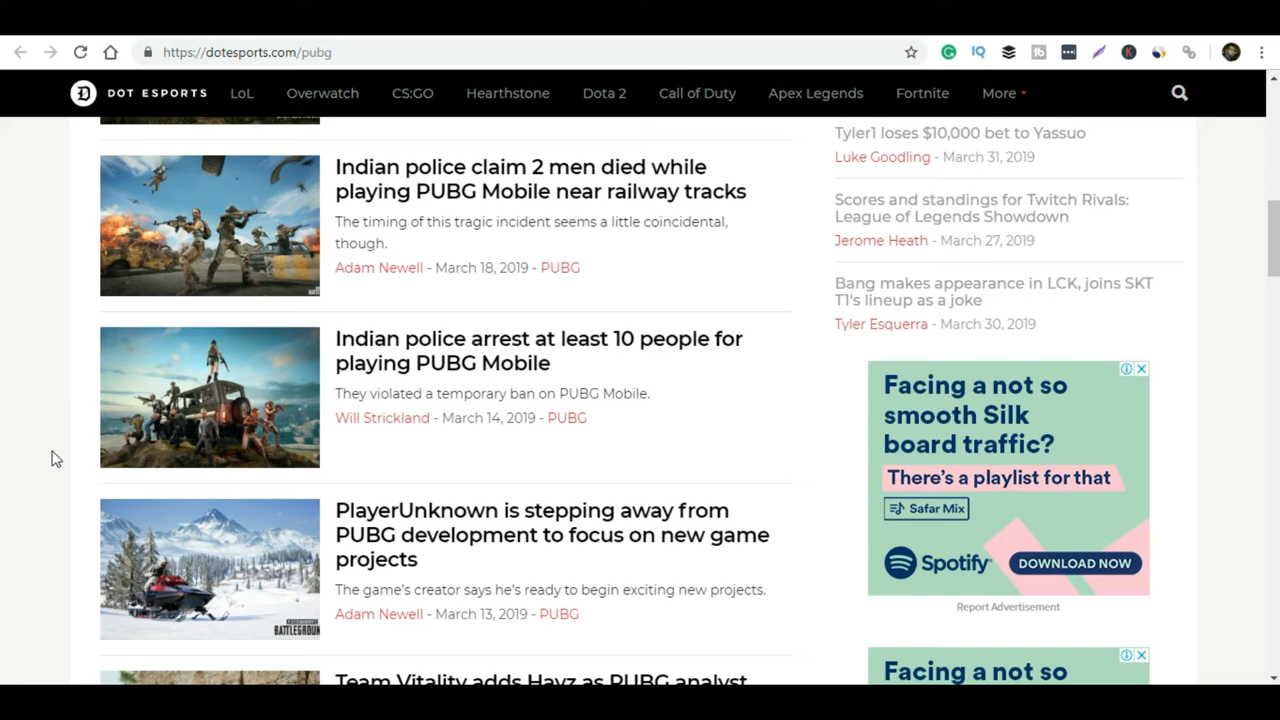 https://dotesports.com/pubg
DOT ESPORTS LoL Overwatch CS:GO Hearthstone Dota 2 Call of Duty Apex Legends Fortnite More
Indian police claim 2 men died while
playing PUBG Mobile near railway tracks
The timing of this tragic incident seems a little coincidental,
though.
Adam Newell - March 18, 2019 - PUBG
Indian police arrest at least 10 people for
playing PUBG Mobile
They violated a temporary ban on PUBG Mobile.
Will Strickland - March 14, 2019 - PUBG
PlayerUnknown is stepping away from
PUBG development to focus on new game
projects
The game's creator says he's ready to begin exciting new projects.
Adam Newell - March 13, 2019 - PUBG
BATTLEGROUN
Team Vitality adds Hayz as PUBG analyst
Tyler1 loses $10,000 bet to Yassuo
Luke Goodling - March 31, 2019
Scores and standings for Twitch Rivals:
League of Legends Showdown
Jerome Heath - March 27, 2019
Bang makes appearance in LCK, joins SKT
T1's lineup as a joke
Tyler Esguerra - March 30, 2019
Facing a not so
smooth Silk
board traffic?
There's a playlist for that
Safar Mix
Spotify DOWNLOAD NOW
Report Advertisement
Facing a not so